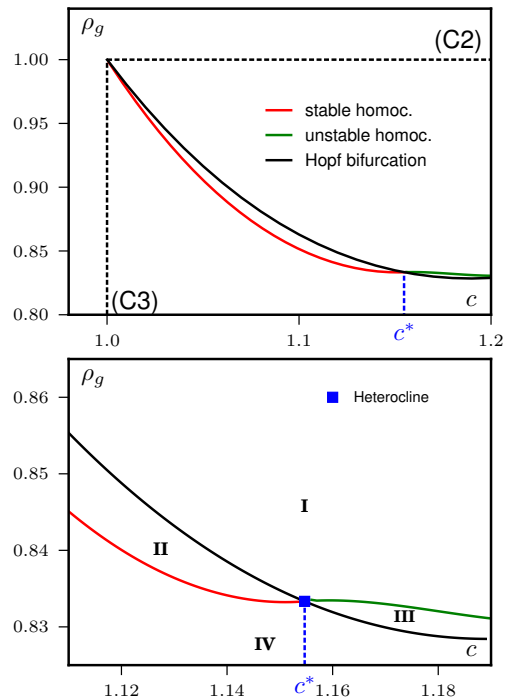 ρg
(C2)
1.00
stable homoc.
0.95
unstable homoc.
Hopf bifurcation
0.90
0.85
(C3)
c
0.80
1.0
1.1
c*
1.2
ρg
0.86
Heterocline
0.85
I
0.84
II
III
0.83
IV
c
1.12
1.14
c*
1.16
1.18